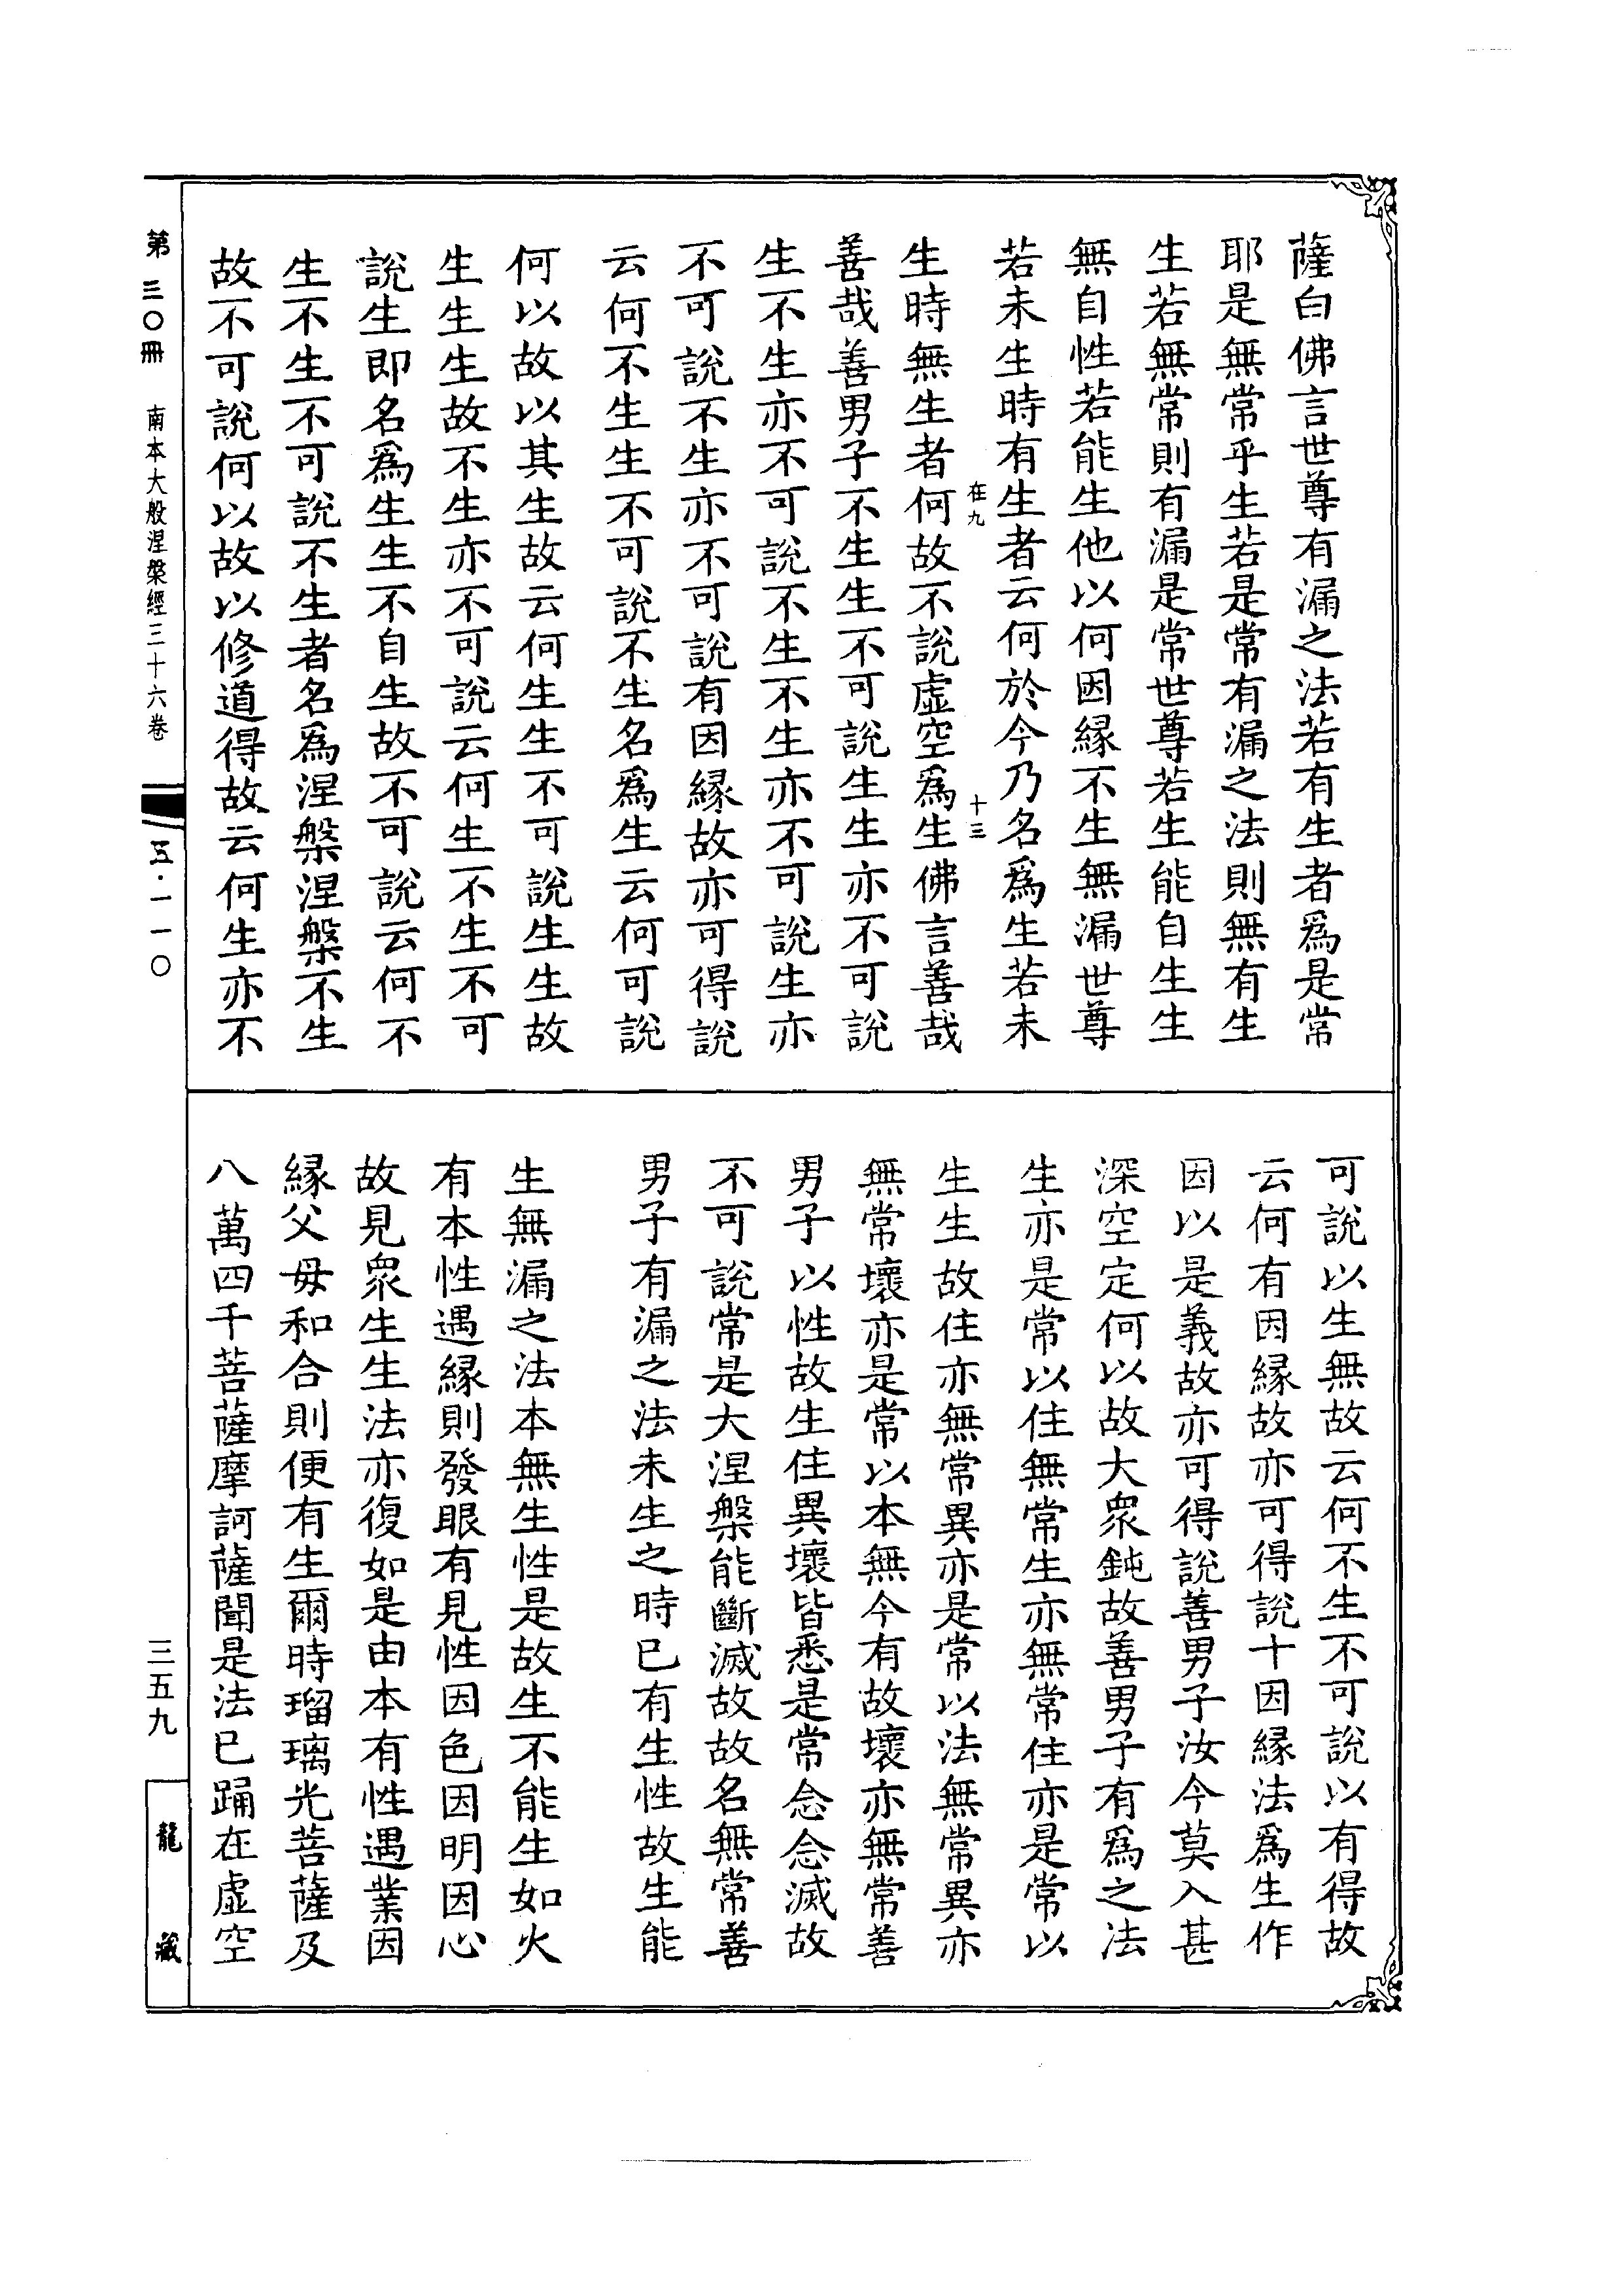 薩白佛言世尊有漏之法若有生者爲是常
耶是無常乎生若是常有漏之法則無有生
生若無常則有漏是常世尊若生能自生生
無自性若能生他以何因縁不生無漏世尊
若未生時有生者云何於今乃名爲生若未
在九
十三
生時無生者何故不說虛空爲生佛言善哉
善哉善男子不生生不可說生生亦不可說
生不生亦不可說不生不生亦不可說生亦
不可說不生亦不可說有因縁故亦可得說
云何不生生不可說不生名爲生云何可說
何以故以其生故云何生生不可說生生故
生生生故不生亦不可說云何生不生不可
說生即名爲生生不自生故不可說云何不
生不生不可說不生者名爲涅槃涅槃不生
故不可說何以故以修道得故云何生亦不
可說以生無故云何不生不可說以有得故
云何有因縁故亦可得說十因縁法爲生作
因以是義故亦可得說善男子汝今莫入甚
深空定何以故大衆鈍故善男子有爲之法
生亦是常以住無常生亦無常住亦是常以
生生故住亦無常異亦是常以法無常異亦
無常壞亦是常以本無今有故壞亦無常善
男子以性故生住異壞皆悉是常念念滅故
不可說常是大涅槃能斷滅故故名無常善
男子有漏之法未生之時已有生性故生能
生無漏之法本無生性是故生不能生如火
有本性遇縁則發眼有見性因色因明因心
故見衆生生法亦復如是由本有性遇業因
縁父母和合則便有生爾時瑠璃光菩薩及
八萬四千菩薩摩訶薩聞是法已踊在虛空
第三〇冊　南本大般涅槃經三十六卷
五·一一〇
三五九
龍藏